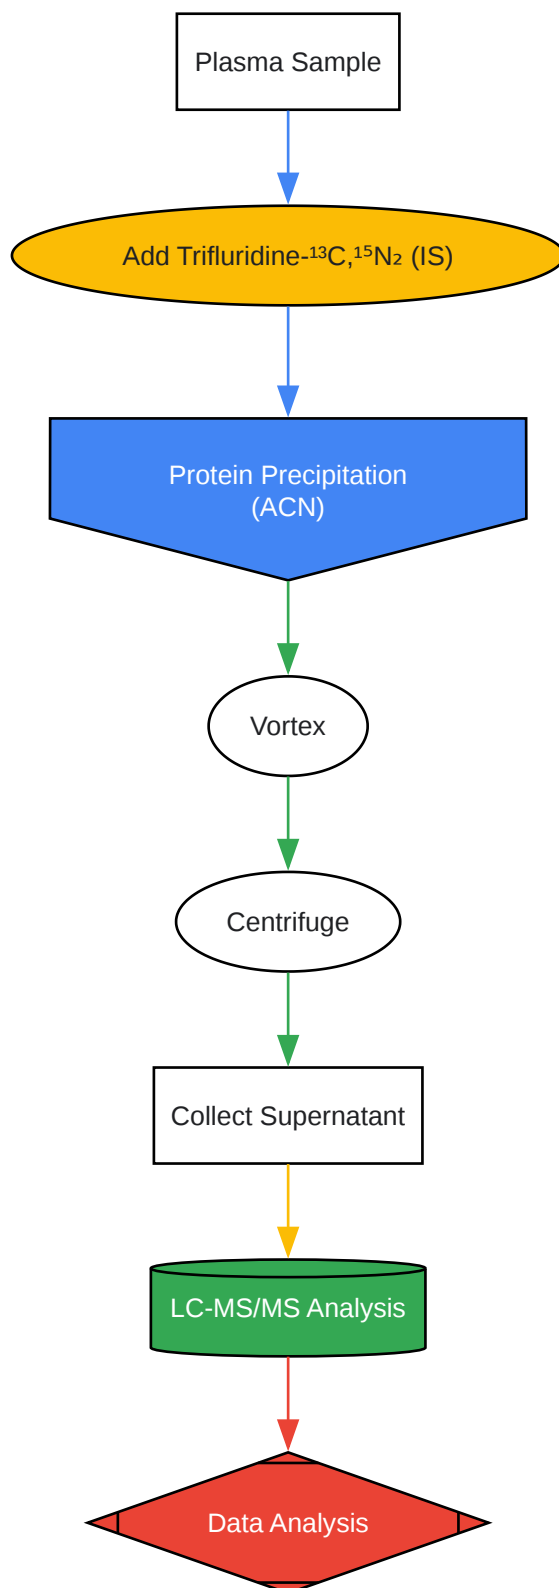 Plasma Sample
Add Trifluridine-¹³C,¹⁵N₂ (IS)
Protein Precipitation
(ACN)
Vortex
Centrifuge
Collect Supernatant
LC-MS/MS Analysis
Data Analysis